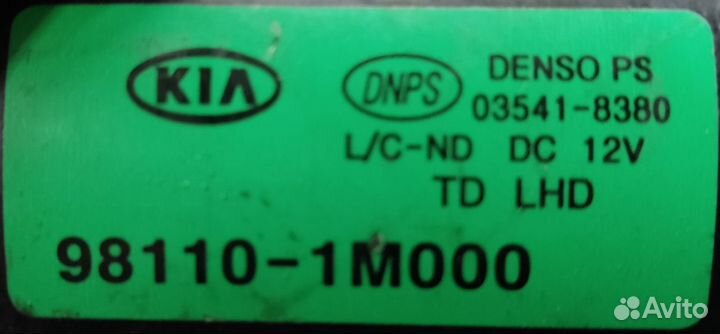 KIA
DNPS
DENSO PS
03541-8380
L/C-ND DC 12V
TD LHD
98110-1M000
Avito